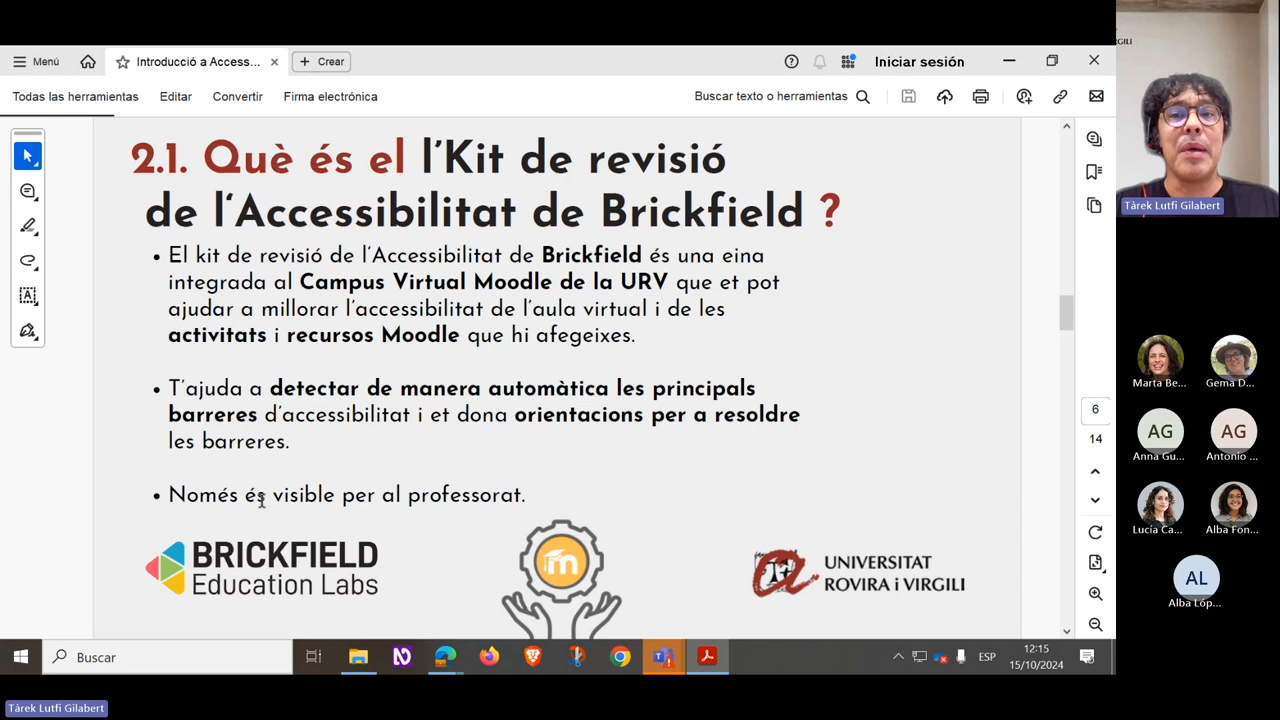 Menú
Introducció a Access...
Crear
Iniciar sesión
Todas las herramientas
Editar
Convertir
Firma electrónica
Buscar texto o herramientas
2.1. Què és el l’Kit de revisió
de l‘Accessibilitat de Brickfield ?
• El kit de revisió de l’Accessibilitat de Brickfield és una eina
integrada al Campus Virtual Moodle de la URV que et pot
ajudar a millorar l’accessibilitat de l’aula virtual i de les
activitats i recursos Moodle que hi afegeixes.
• T’ajuda a detectar de manera automàtica les principals
barreres d’accessibilitat i et dona orientacions per a resoldre
les barreres.
• Només és visible per al professorat.
BRICKFIELD
Education Labs
m
UNIVERSITAT
ROVIRA i VIRGILI
6
14
Buscar
ESP
12:15
15/10/2024
Tàrek Lutfi Gilabert
RGILI
Tàrek Lutfi Gilabert
Marta Be...
Gema D...
AG
AG
Anna Gu...
Antonio ...
Lucía Ca...
Alba Fon...
AL
Alba Lóp...